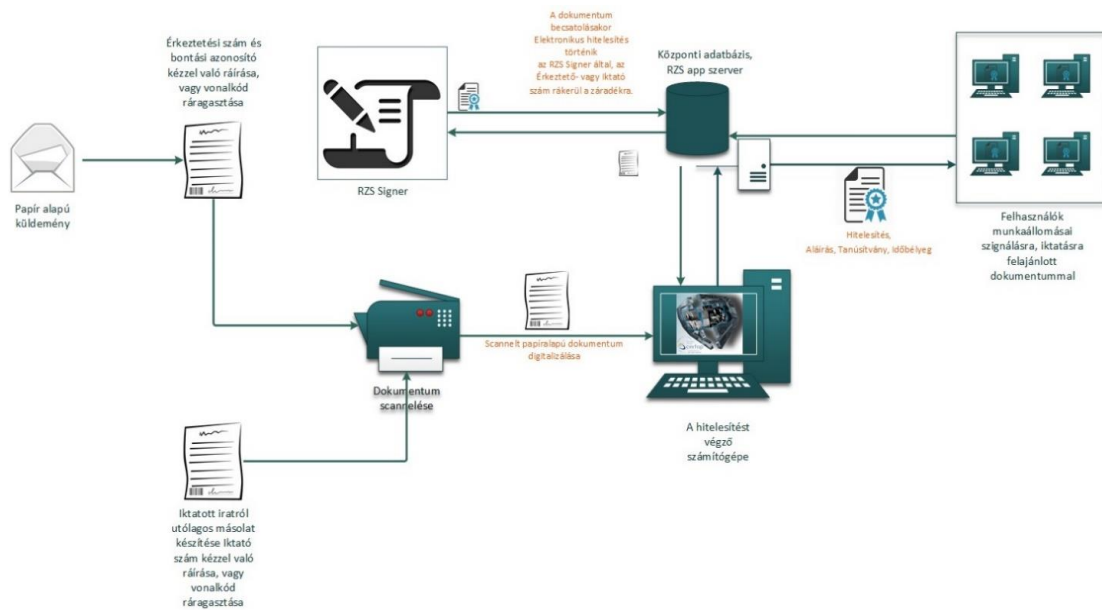 Érkeztetési szám és
bontási azonosító
kézzel való ráírása,
vagy vonalkód
ráragasztása
Papír alapú
küldemény
RZS Signer
A dokumentum
becsatolásakor
Elektronikus hitelesítés
történik
az RZS Signer által, az
Érkeztető- vagy Iktató
szám rákerül a záradékra.
Központi adatbázis,
RZS app szerver
Hitelesítés,
Aláírás, Tanúsítvány, Időbélyeg
Felhasználók
munkaállomásai
szignálásra, iktatásra
felajánlott
dokumentummal
Dokumentum
scannelése
Scannelt papíralapú dokumentum
digitalizálása
A hitelesítést
végző
számítógépe
Iktatott iratról
utólagos másolat
készítése Iktató
szám kézzel való
ráírása, vagy
vonalkód
ráragasztása